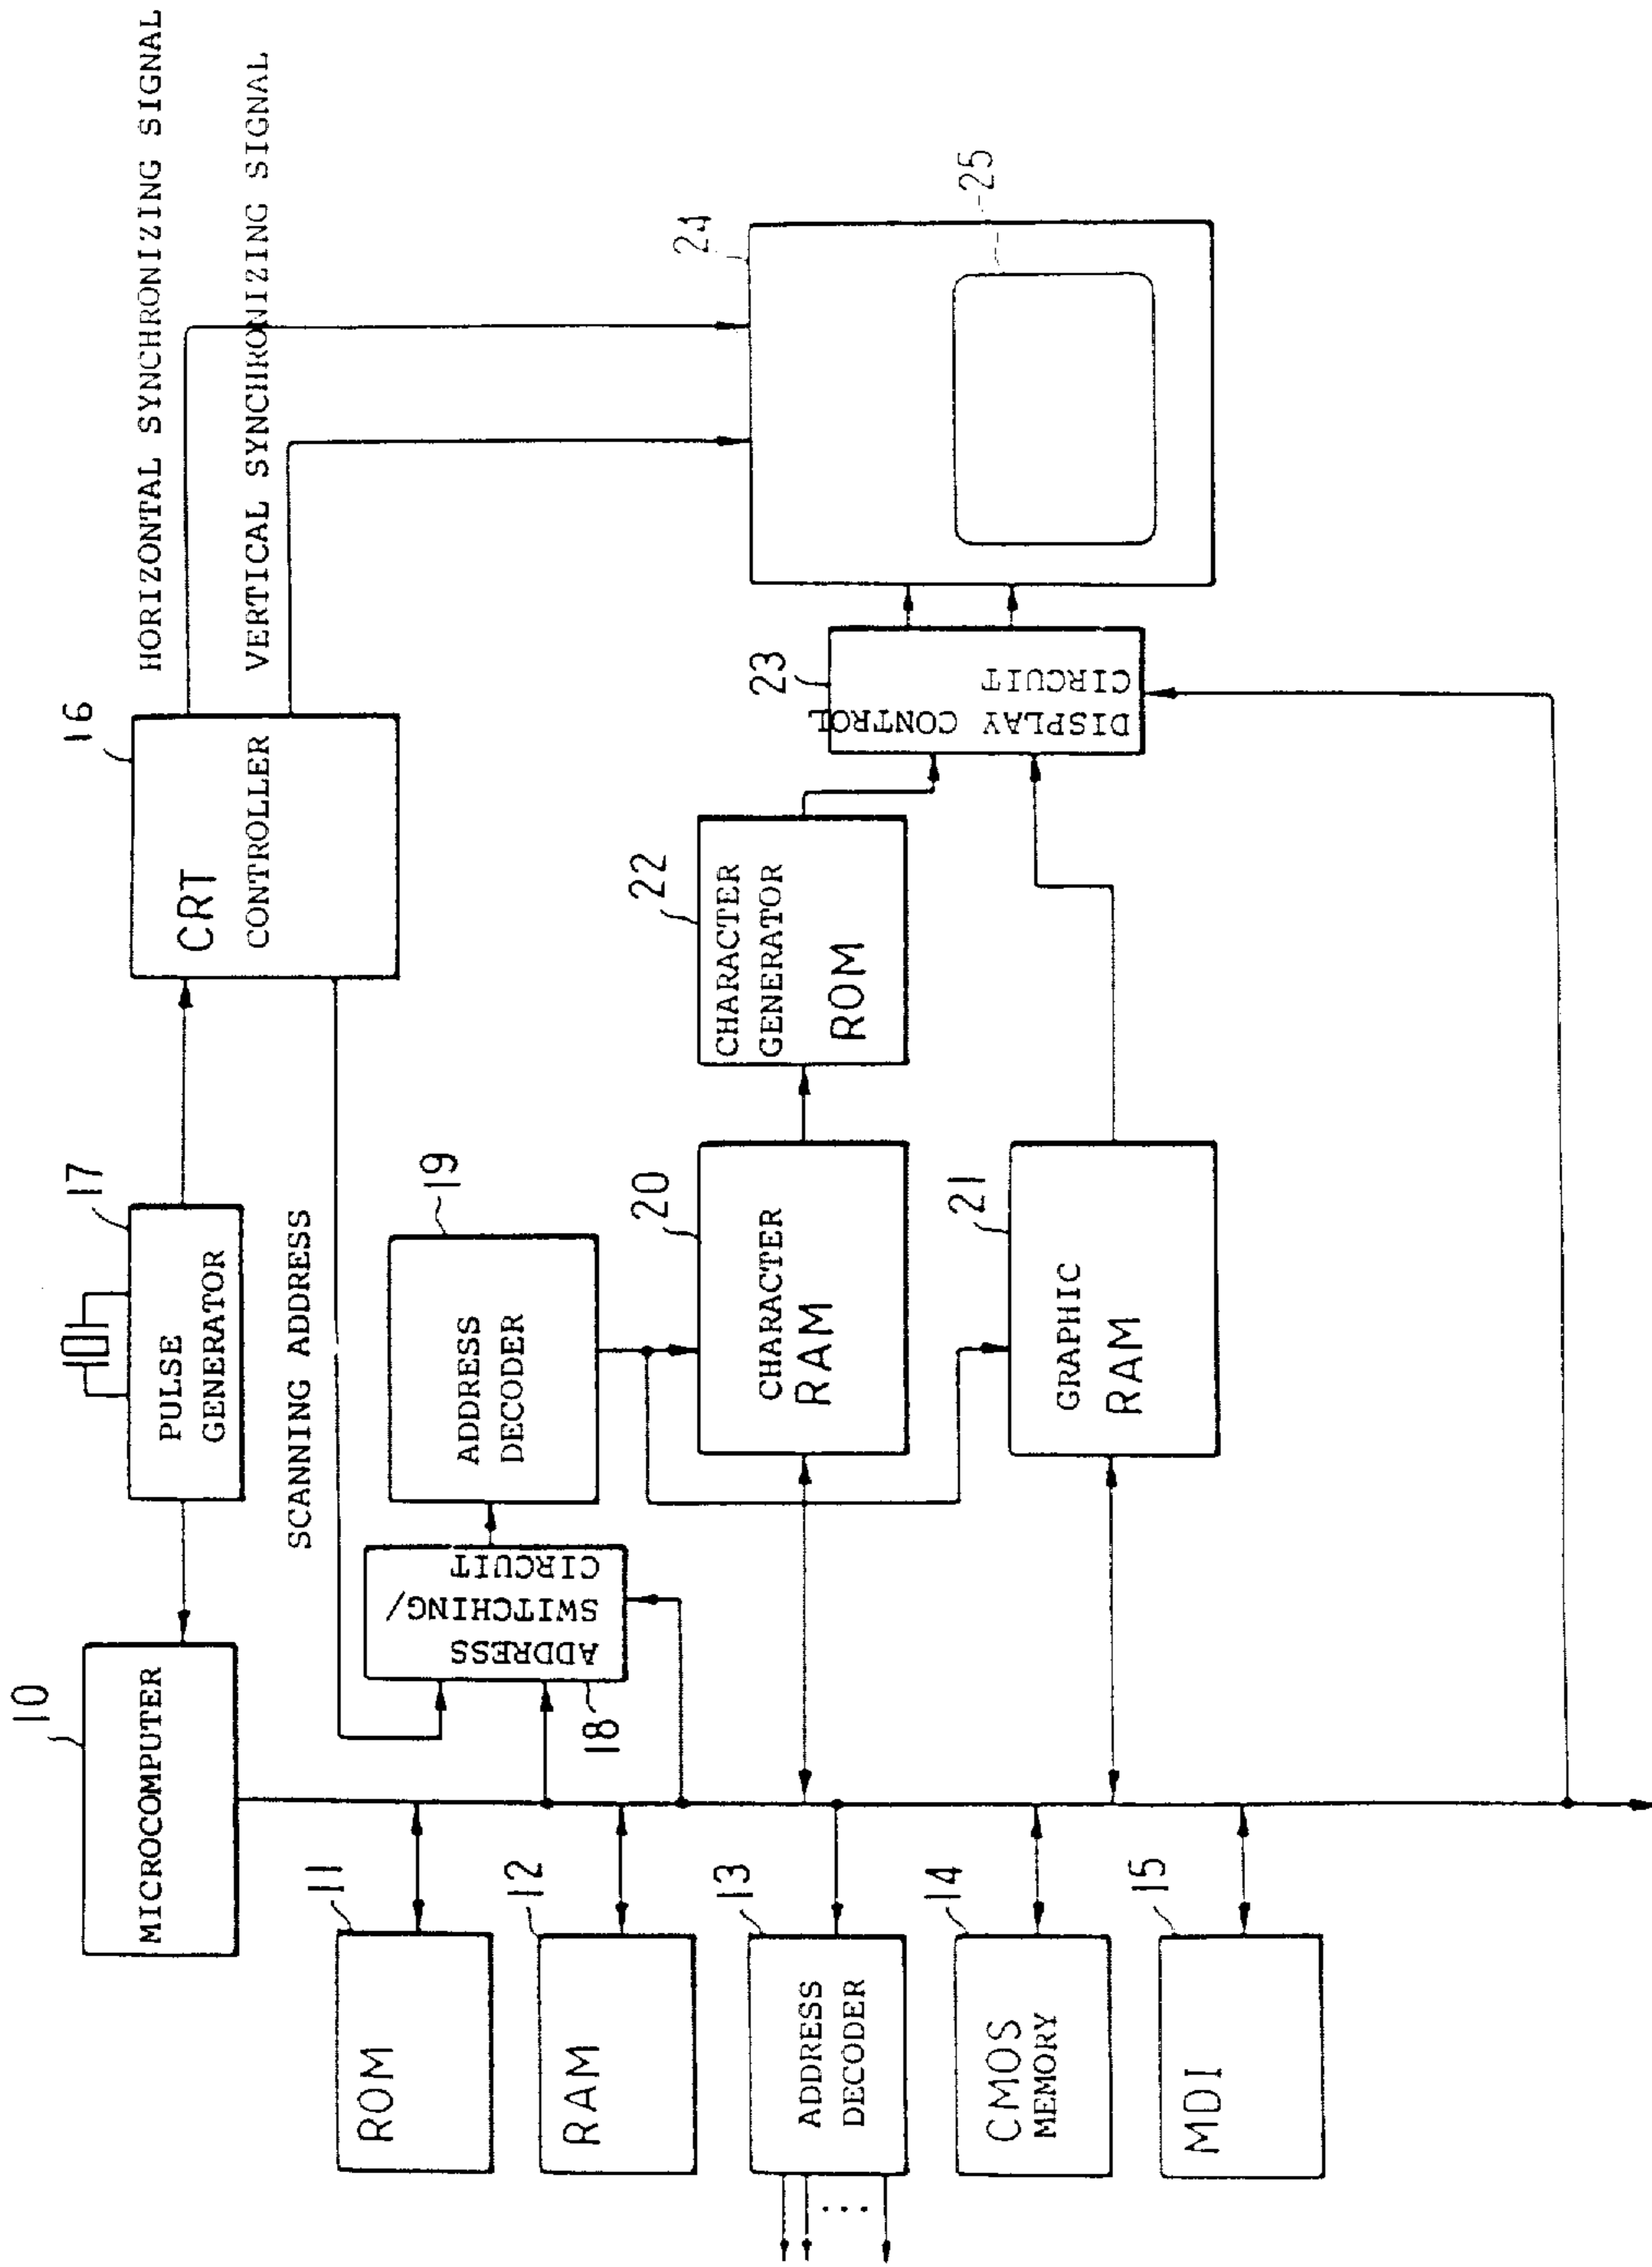 HORIZONTAL SYNCHRONIZING SIGNAL
VERTICAL SYNCHRONIZING SIGNAL
10
MICROCOMPUTER
17
PULSE
GENERATOR
16
CRT
CONTROLLER
SCANNING ADDRESS
11
ROM
12
RAM
13
ADDRESS
DECODER
14
CMOS
MEMORY
15
MDI
18
ADDRESS
SWITCHING/
CIRCUIT
19
ADDRESS
DECODER
20
CHARACTER
RAM
21
GRAPHIC
RAM
22
CHARACTER
GENERATOR
ROM
23
DISPLAY CONTROL
CIRCUIT
24
25